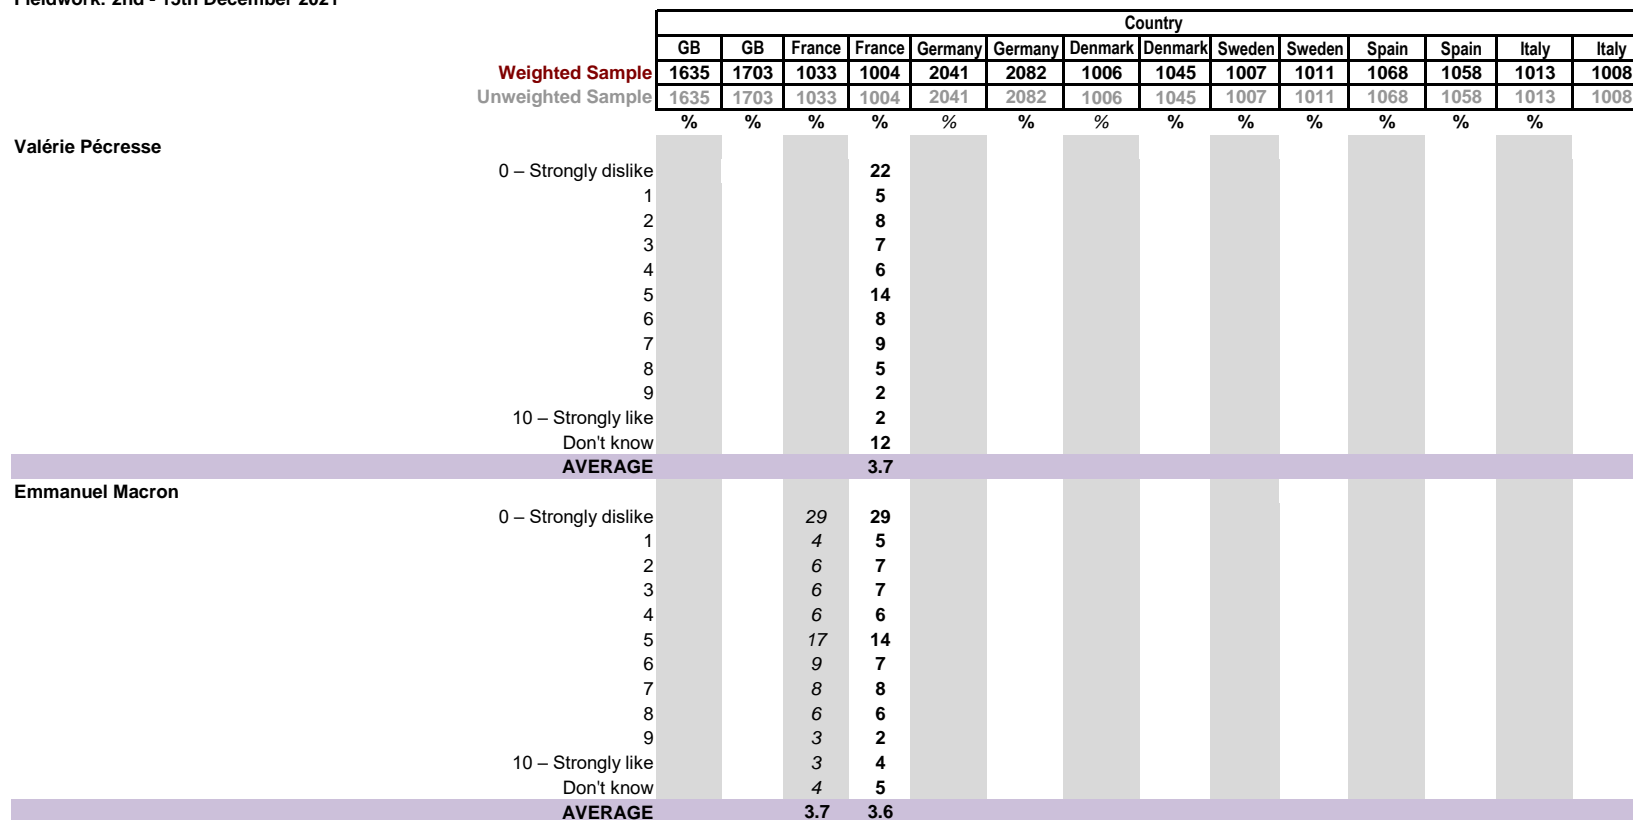 Fieldwork: 2nd - 15th December 2021
Country
GB GB France France Germany Germany Denmark Denmark Sweden Sweden Spain Spain Italy Italy
Weighted Sample 1635 1703 1033 1004 2041 2082 1006 1045 1007 1011 1068 1058 1013 1008
Unweighted Sample 1635 1703 1033 1004 2041 2082 1006 1045 1007 1011 1068 1058 1013 1008
% % % % % % % % % % % % %
Valérie Pécresse
0 – Strongly dislike 22
1 5
2 8
3 7
4 6
5 14
6 8
7 9
8 5
9 2
10 – Strongly like 2
Don't know 12
AVERAGE 3.7
Emmanuel Macron
0 – Strongly dislike 29 29
1 4 5
2 6 7
3 6 7
4 6 6
5 17 14
6 9 7
7 8 8
8 6 6
9 3 2
10 – Strongly like 3 4
Don't know 4 5
AVERAGE 3.7 3.6